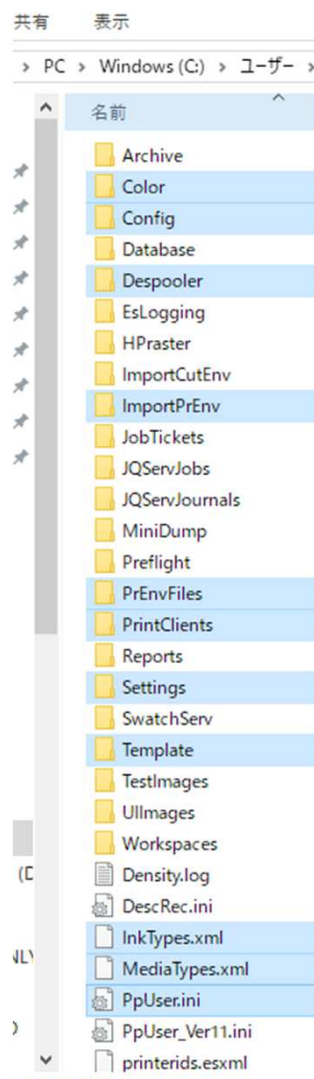 共有 表示
> PC > Windows (C:) > ユーザー >
名前
Archive
Color
Config
Database
Despooler
EsLogging
HPraster
ImportCutEnv
ImportPrEnv
JobTickets
JQServJobs
JQServJournals
MiniDump
Preflight
PrEnvFiles
PrintClients
Reports
Settings
SwatchServ
Template
TestImages
UIImages
Workspaces
(D
Density.log
DescRec.ini
InkTypes.xml
NLY
MediaTypes.xml
PpUser.ini
PpUser_Ver11.ini
printerids.esxml